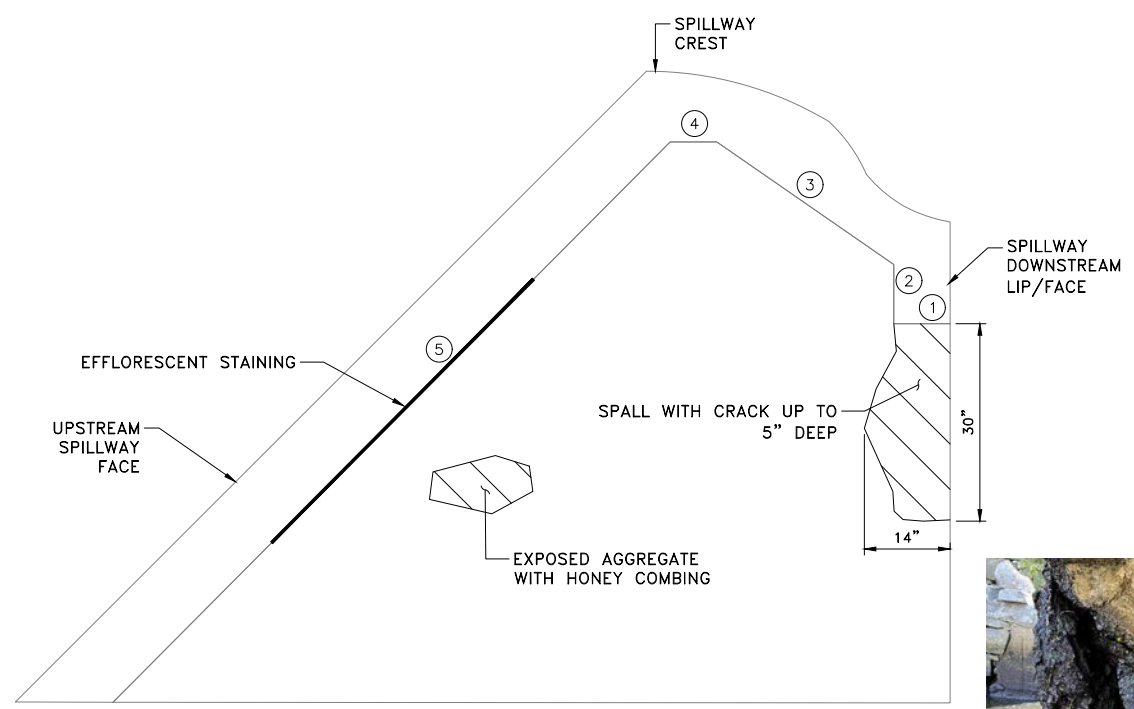 SPILLWAY
CREST
4
3
SPILLWAY
DOWNSTREAM
LIP/FACE
2
1
5
EFFLORESCENT STAINING
SPALL WITH CRACK UP TO
5" DEEP
30"
UPSTREAM
SPILLWAY
FACE
14"
EXPOSED AGGREGATE
WITH HONEY COMBING